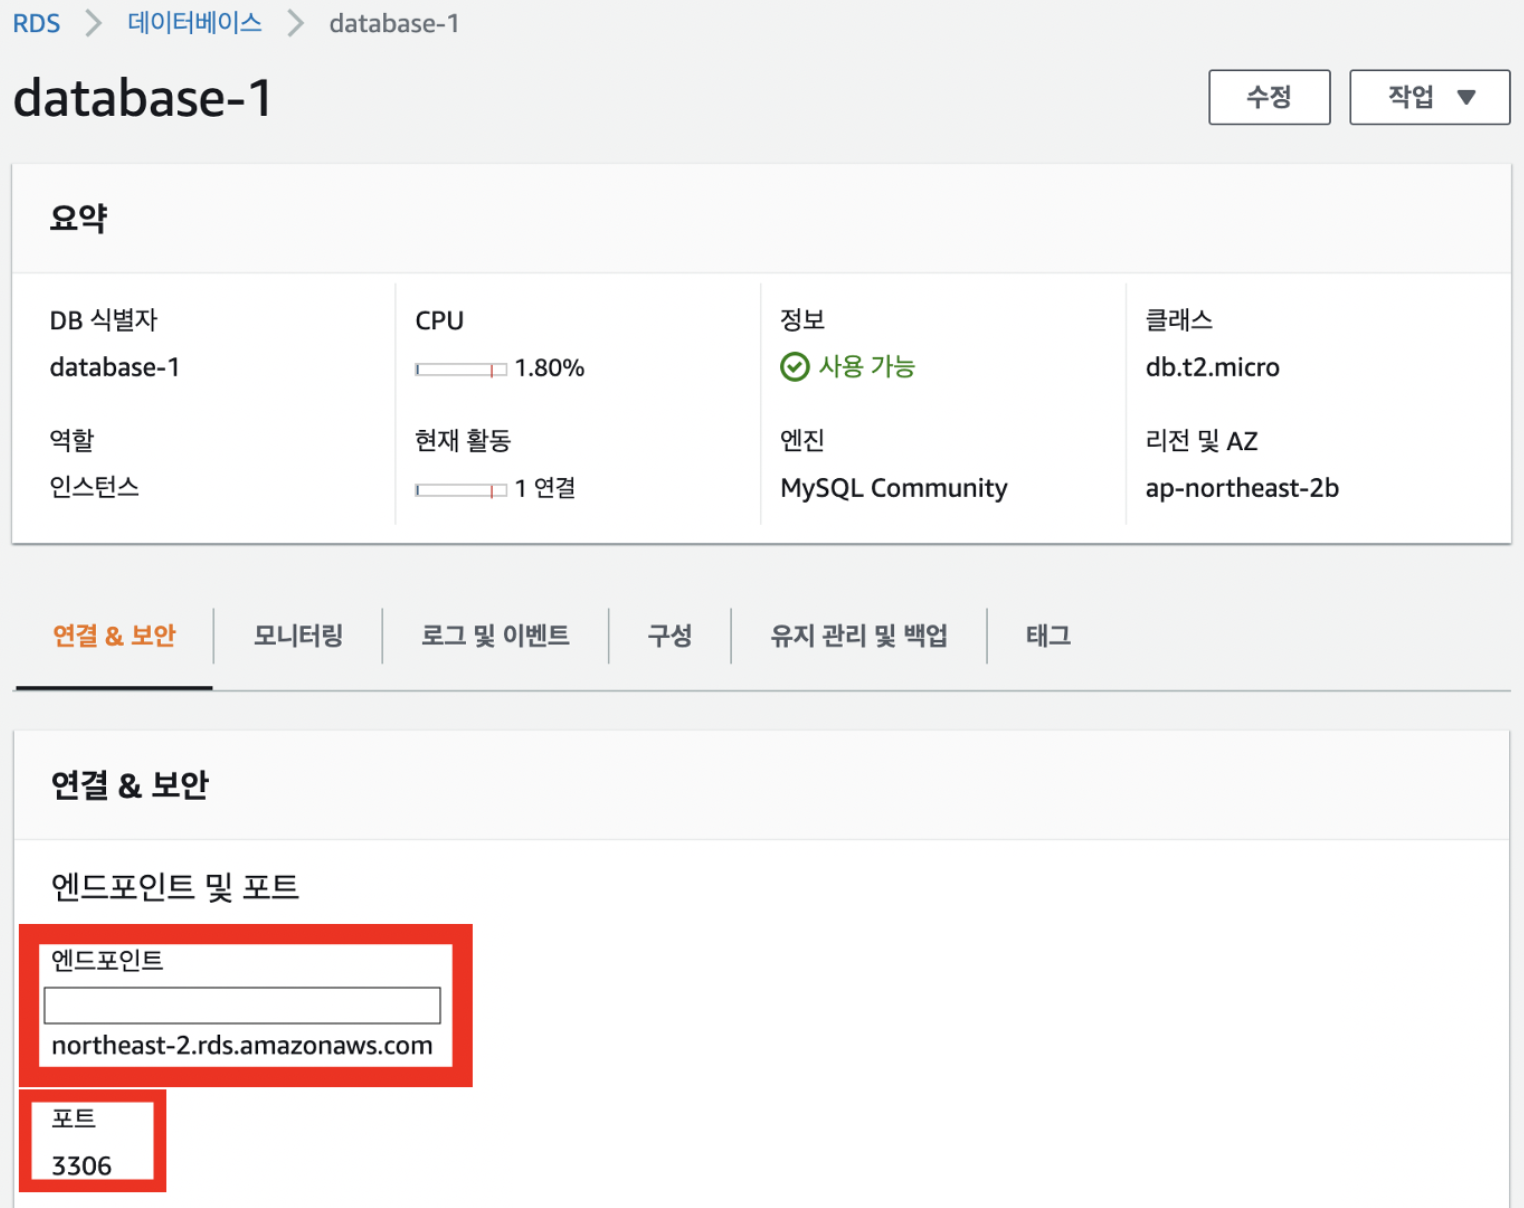 RDS > 데이터베이스 > database-1
database-1
수정
작업 ▼
요약
DB 식별자
database-1
CPU
1.80%
정보
사용 가능
클래스
db.t2.micro
역할
인스턴스
현재 활동
1 연결
엔진
MySQL Community
리전 및 AZ
ap-northeast-2b
연결 & 보안
모니터링
로그 및 이벤트
구성
유지 관리 및 백업
태그
연결 & 보안
엔드포인트 및 포트
엔드포인트
northeast-2.rds.amazonaws.com
포트
3306